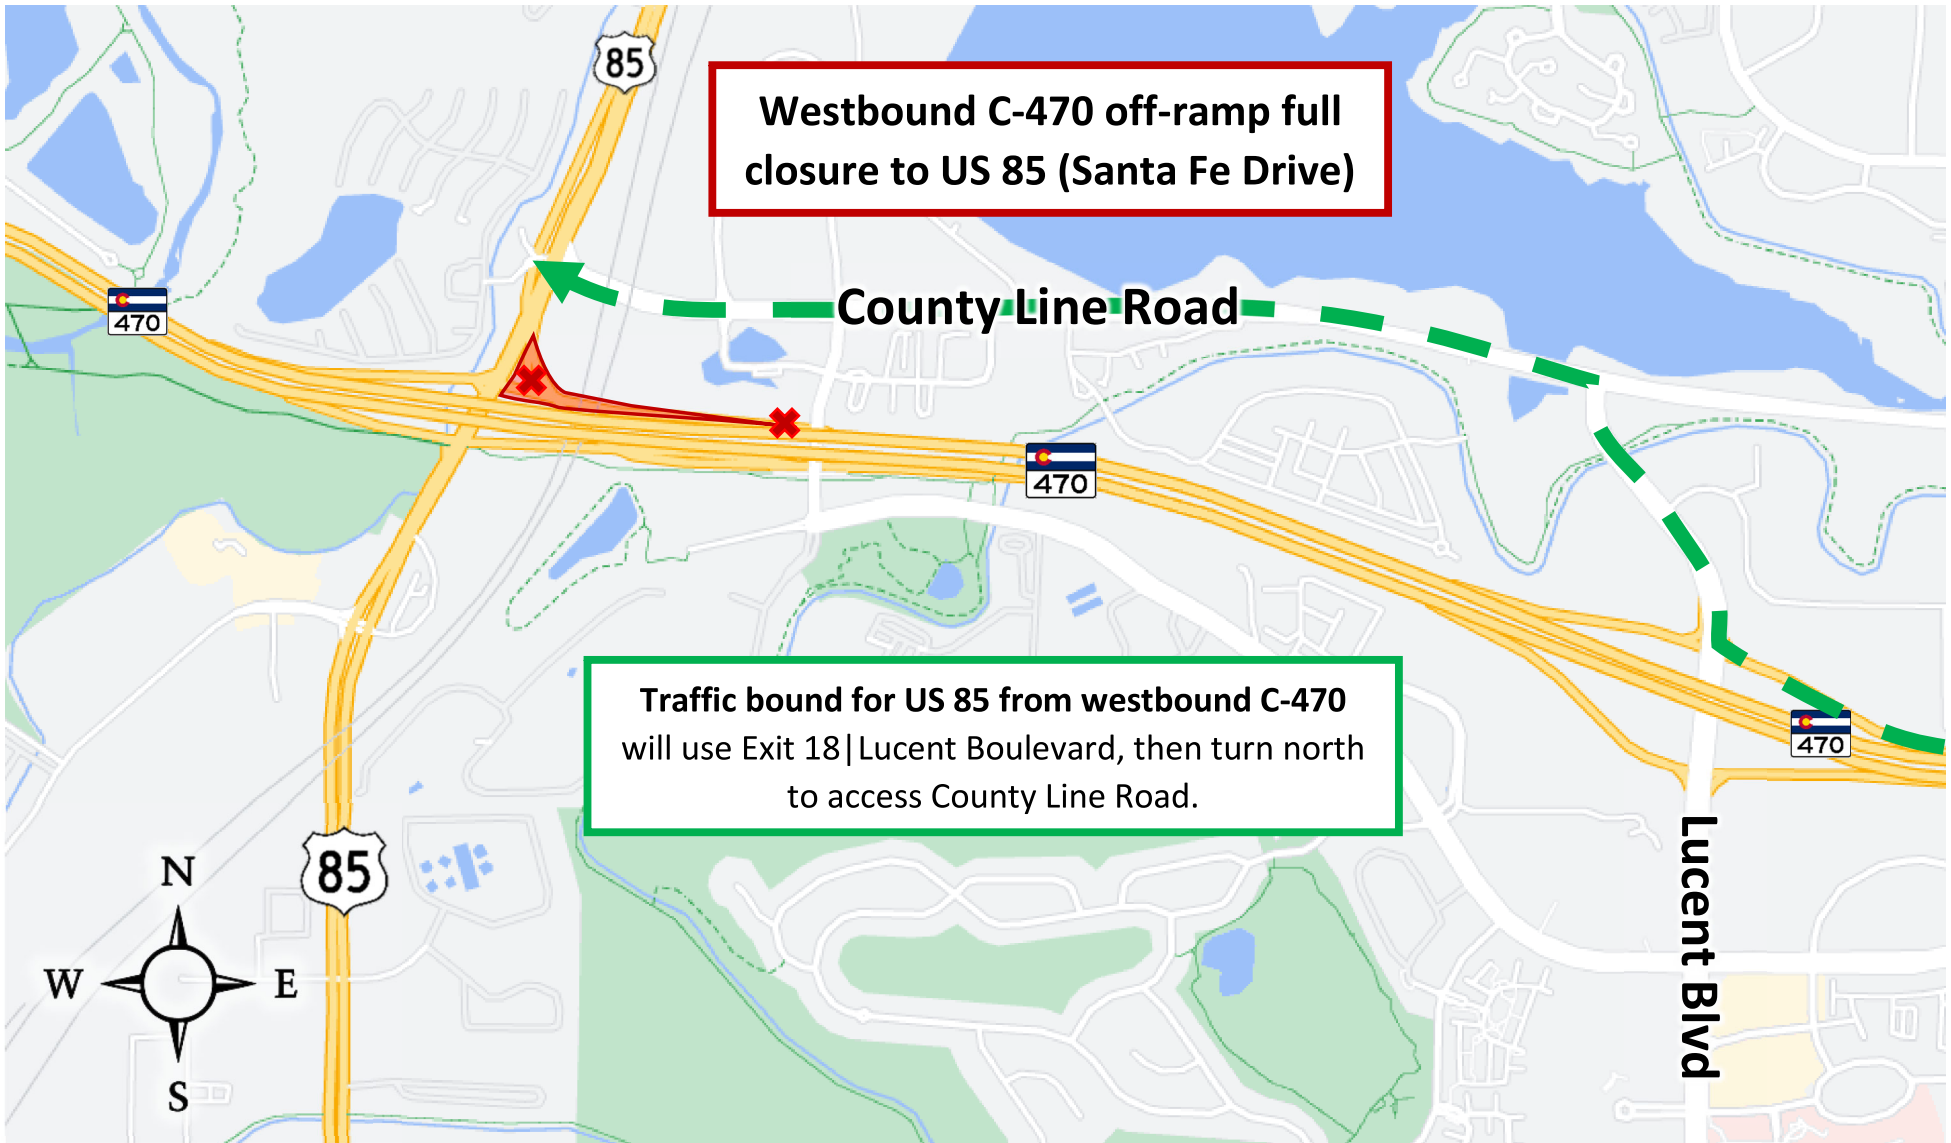 85
Westbound C-470 off-ramp full
closure to US 85 (Santa Fe Drive)
470
County Line Road
470
Traffic bound for US 85 from westbound C-470
will use Exit 18|Lucent Boulevard, then turn north
to access County Line Road.
470
85
Lucent Blvd
N
W
E
S